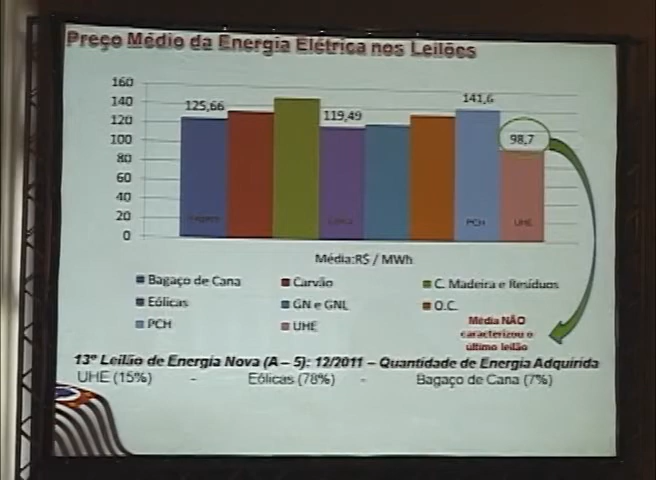 Preço Médio da Energia Elétrica nos Leilões
160
140
120
100
80
60
40
20
0
125,66
119,49
141,6
98,7
PCH
UHE
Média:R$ / MWh
Bagaço de Cana
Carvão
C. Madeira e Resíduos
Eólicas
GN e GNL
O.C.
PCH
UHE
Média NÃO
caracterizou o
último leilão
13º Leilão de Energia Nova (A – 5): 12/2011 – Quantidade de Energia Adquirida
UHE (15%) - Eólicas (78%) - Bagaço de Cana (7%)